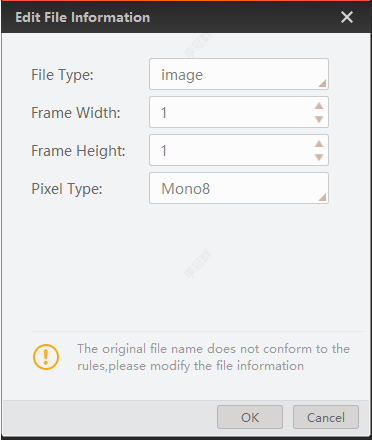 Edit File Information
File Type: image
Frame Width: 1
Frame Height: 1
Pixel Type: Mono8
The original file name does not conform to the
rules,please modify the file information
OK Cancel